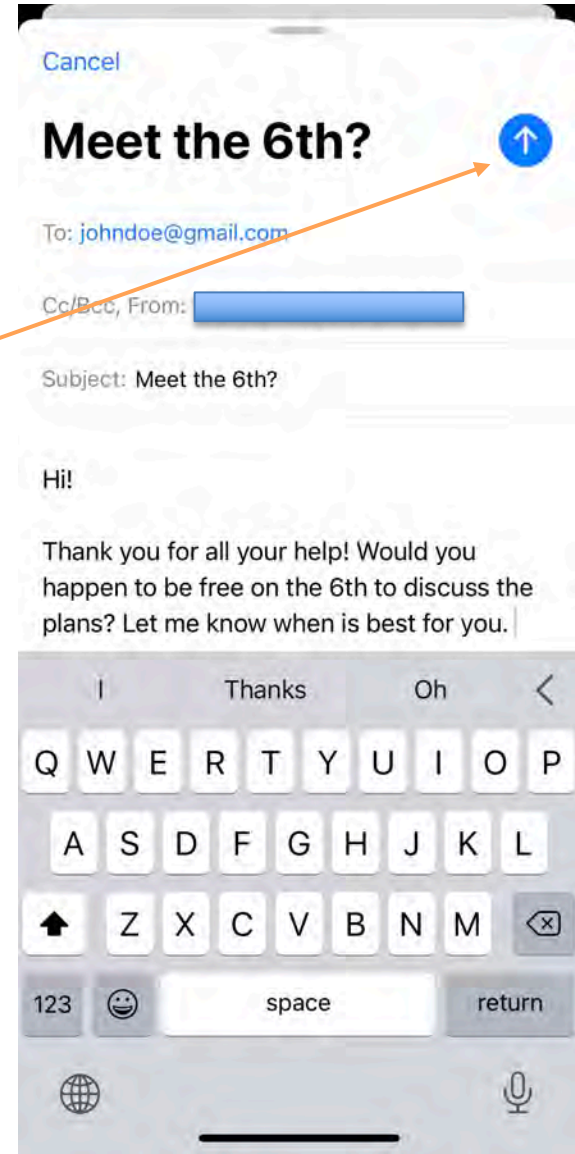 Cancel
Meet the 6th?
To: johndoe@gmail.com
Cc/Bcc, From:
Subject: Meet the 6th?
Hi!
Thank you for all your help! Would you
happen to be free on the 6th to discuss the
plans? Let me know when is best for you.
I Thanks Oh
Q W E R T Y U I O P
A S D F G H J K L
Z X C V B N M
123 space return